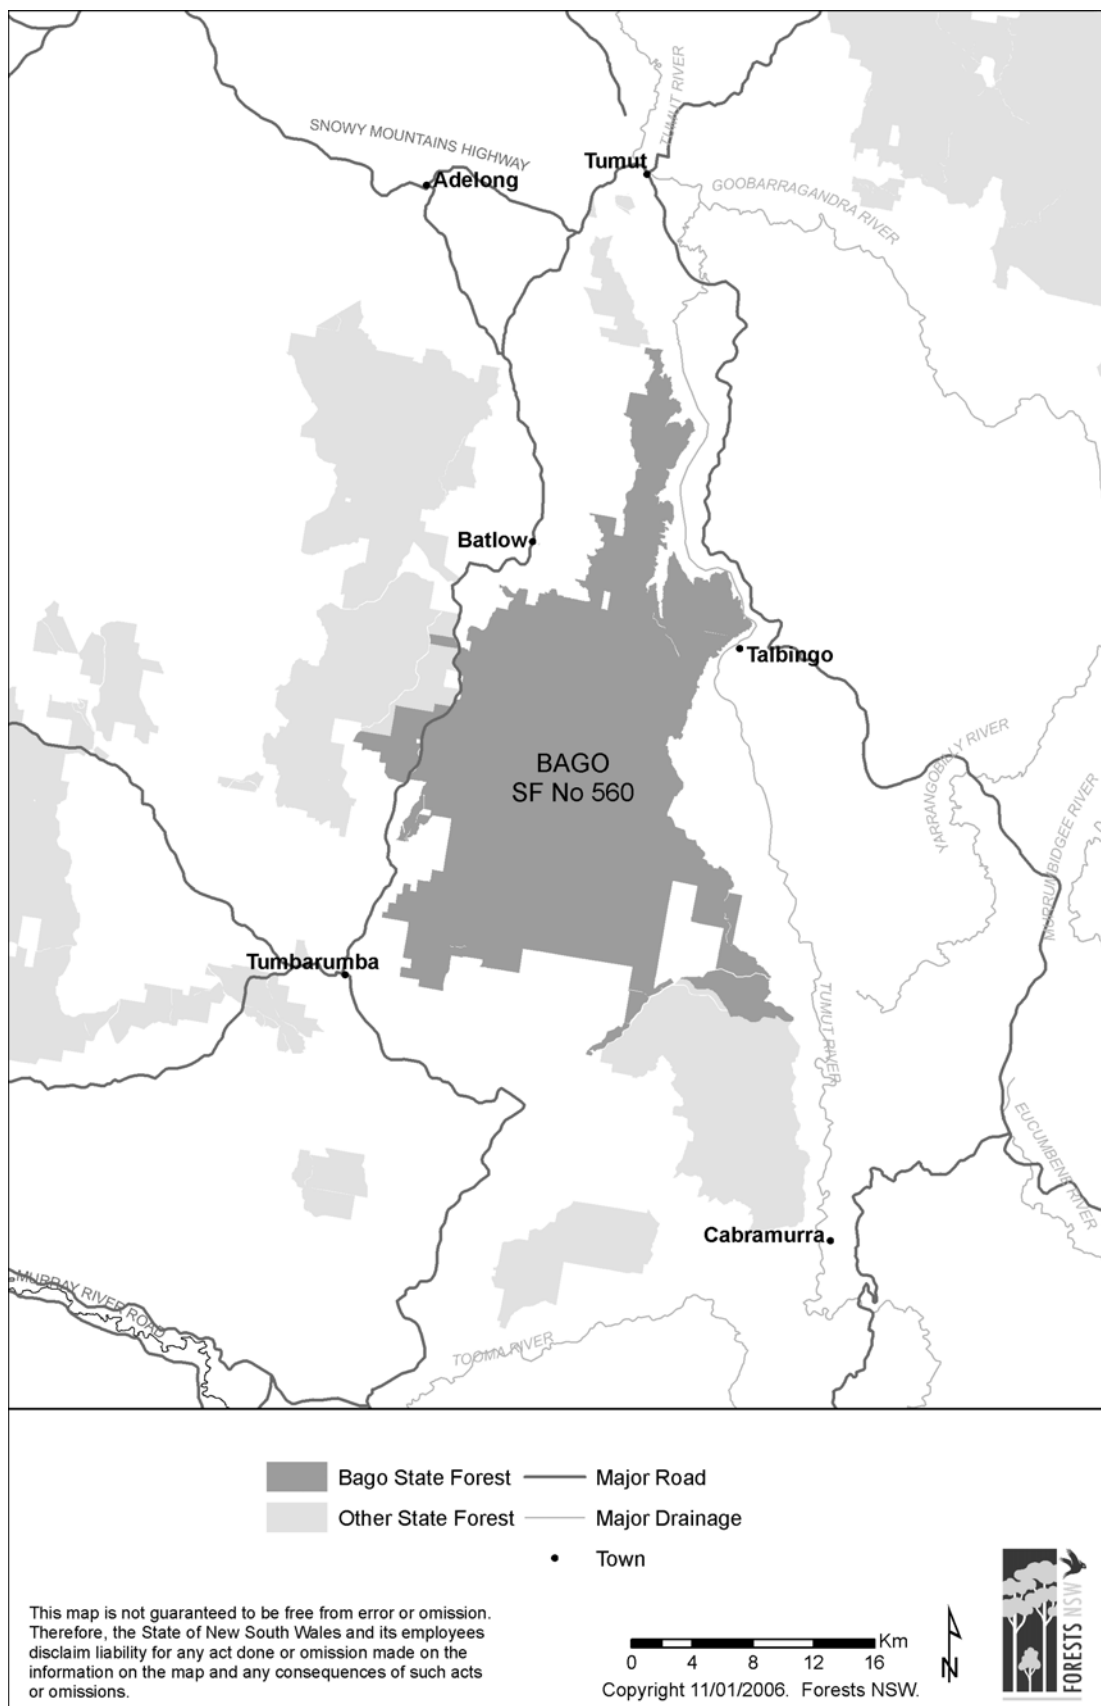 SNOWY MOUNTAINS HIGHWAY
TUMUT RIVER
Tumut
Adelong
GOOBARRAGANDRA RIVER
Batlow
Talbingo
BAGO
SF No 560
YARRANGOBILLY RIVER
MURRUMBIDGEE RIVER
Tumbarumba
TUMUT RIVER
EUCUMBENE RIVER
Cabramurra
MURRAY RIVER ROAD
TOOMA RIVER
Bago State Forest
Major Road
Other State Forest
Major Drainage
Town
This map is not guaranteed to be free from error or omission.
Therefore, the State of New South Wales and its employees
disclaim liability for any act done or omission made on the
information on the map and any consequences of such acts
or omissions.
Km
0 4 8 12 16
Copyright 11/01/2006. Forests NSW.
N
FORESTS NSW